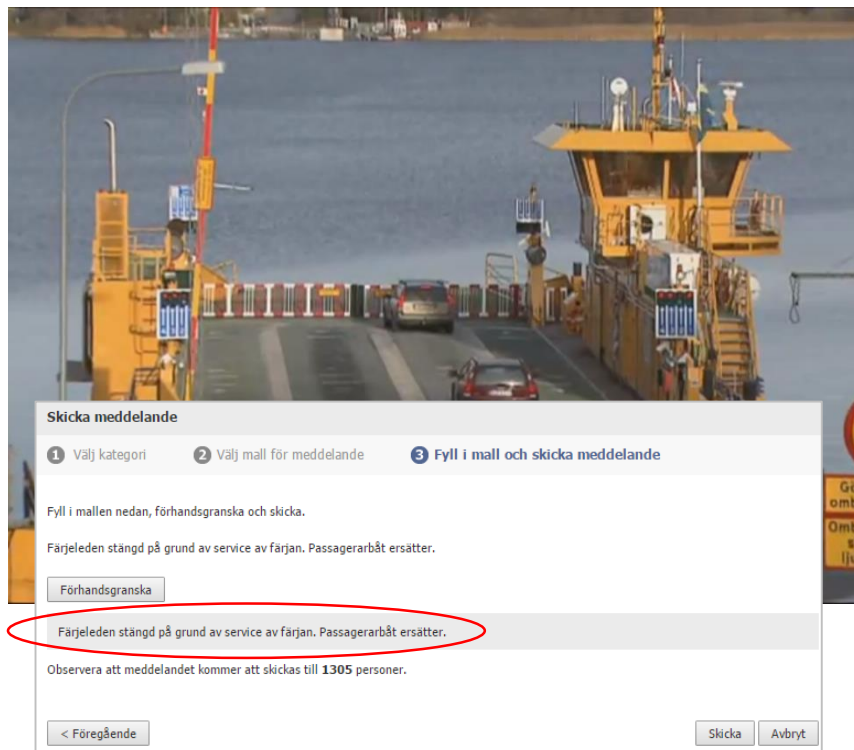 Skicka meddelande
1 Välj kategori 2 Välj mall för meddelande 3 Fyll i mall och skicka meddelande
Fyll i mallen nedan, förhandsgranska och skicka.
Färjeleden stängd på grund av service av färjan. Passagerarbåt ersätter.
Förhandsgranska
Färjeleden stängd på grund av service av färjan. Passagerarbåt ersätter.
Observera att meddelandet kommer att skickas till 1305 personer.
< Föregående Skicka Avbryt